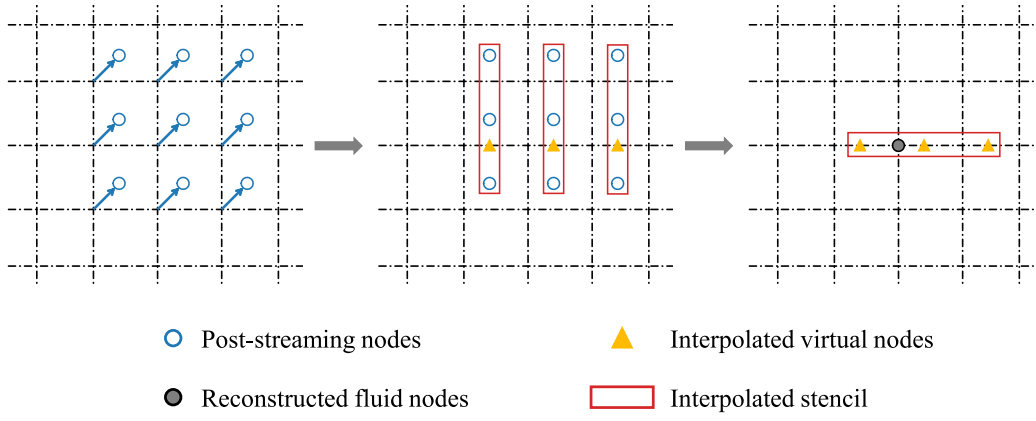 Post-streaming nodes
Interpolated virtual nodes
Reconstructed fluid nodes
Interpolated stencil